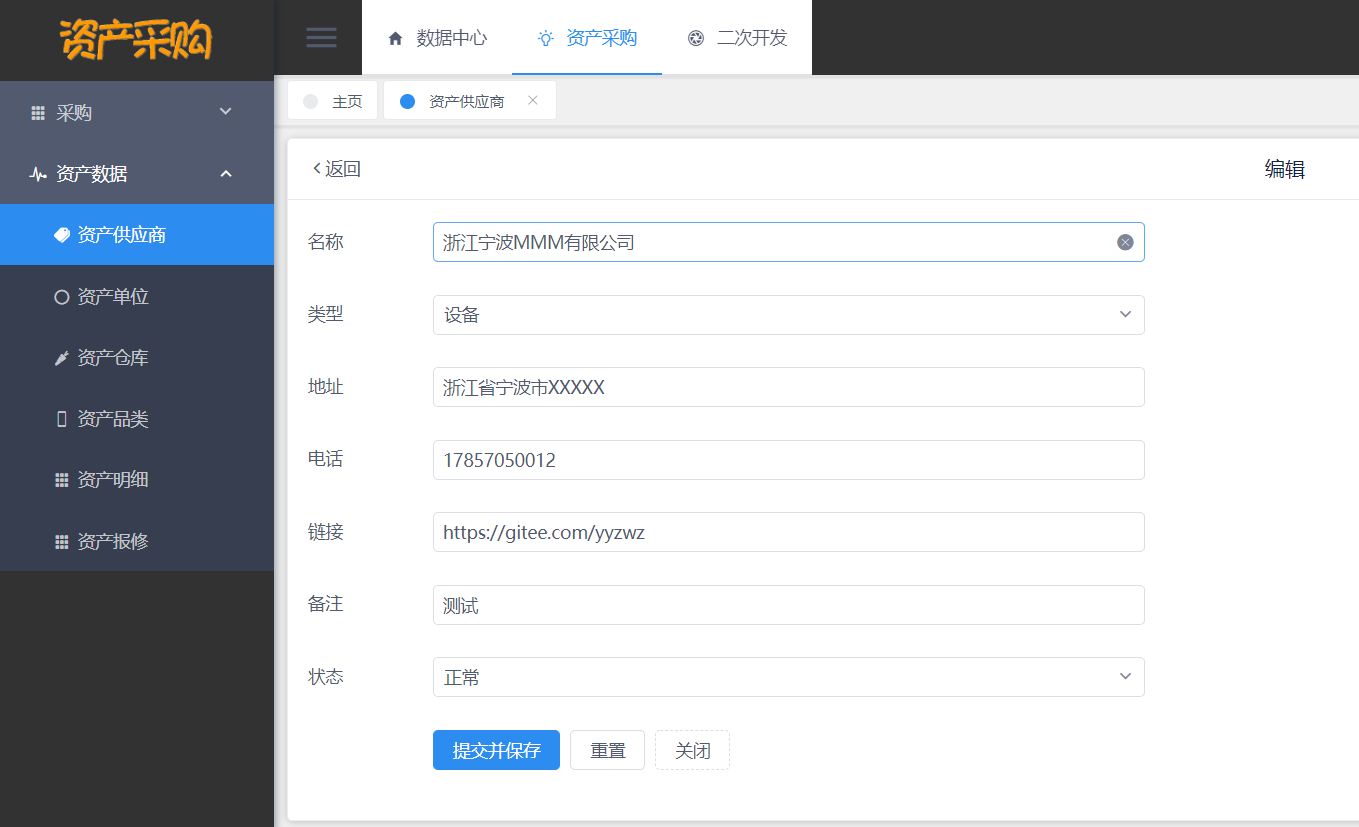 资产采购
数据中心
资产采购
二次开发
主页
资产供应商
采购
资产数据
资产供应商
资产单位
资产仓库
资产品类
资产明细
资产报修
返回
编辑
名称
浙江宁波MMM有限公司
类型
设备
地址
浙江省宁波市XXXXX
电话
17857050012
链接
https://gitee.com/yyzwz
备注
测试
状态
正常
提交并保存
重置
关闭